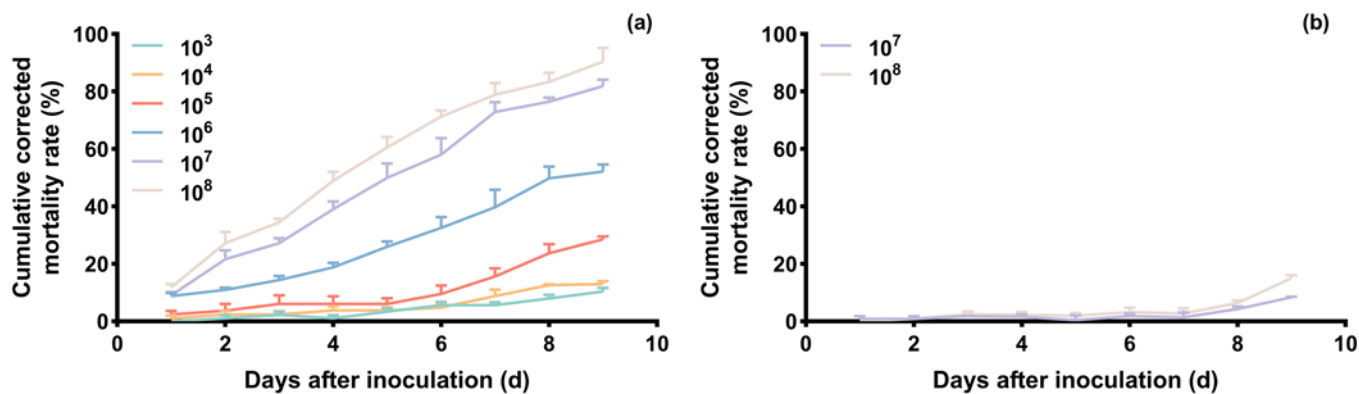 (a)
100
80
60
40
20
0
Cumulative corrected
mortality rate (%)
10³
10⁴
10⁵
10⁶
10⁷
10⁸
0 2 4 6 8 10
Days after inoculation (d)
(b)
100
80
60
40
20
0
Cumulative corrected
mortality rate (%)
10⁷
10⁸
0 2 4 6 8 10
Days after inoculation (d)